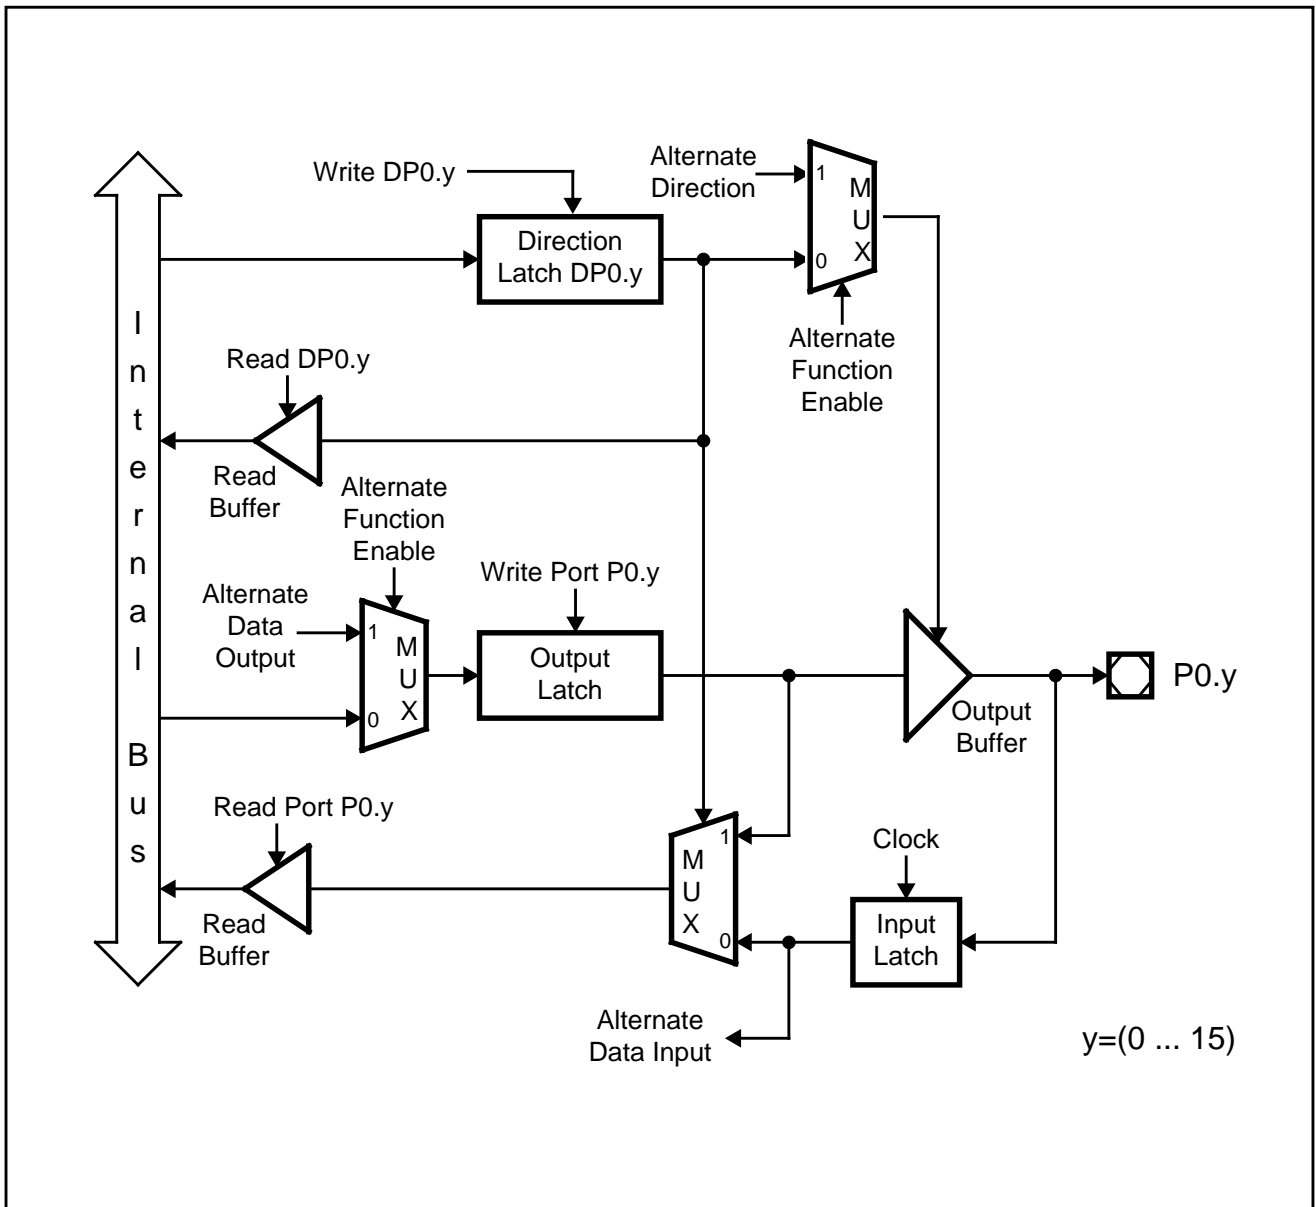 Write DP0.y
Alternate
Direction
1
M
U
X
0
Direction
Latch DP0.y
Alternate
Function
Enable
Internal Bus
Read DP0.y
Read
Buffer
Alternate
Function
Enable
Write Port P0.y
Alternate
Data
Output
1
M
U
X
0
Output
Latch
Output
Buffer
P0.y
Read Port P0.y
Read
Buffer
1
M
U
X
0
Clock
Input
Latch
Alternate
Data Input
y=(0 ... 15)